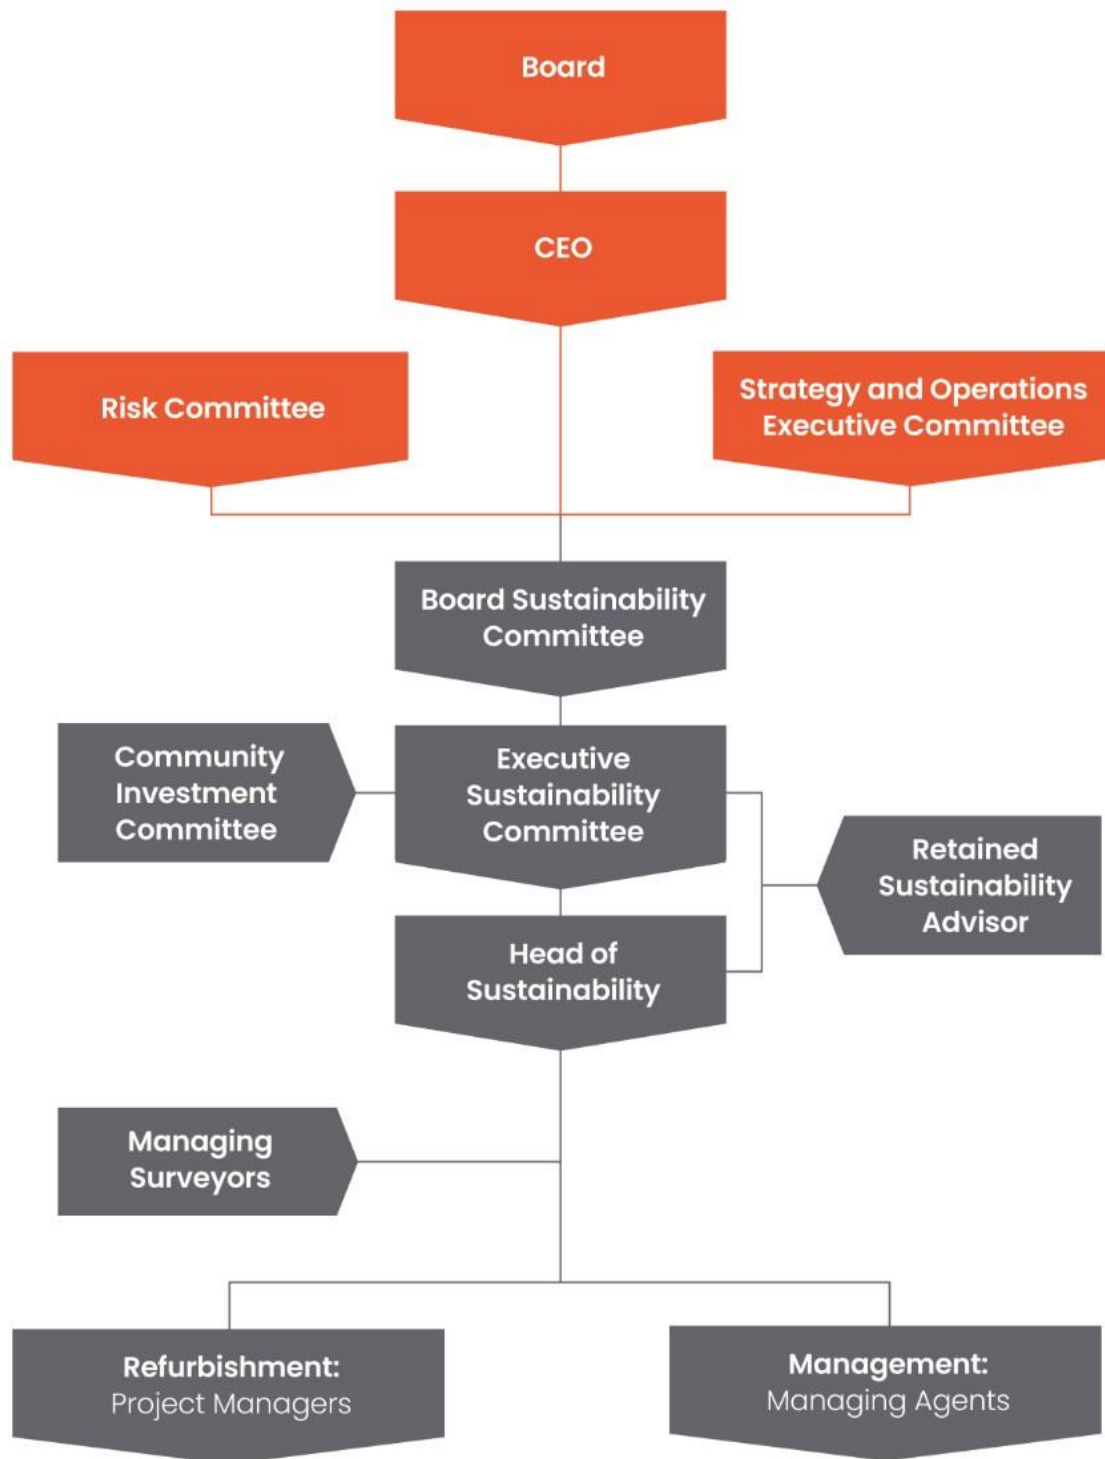 Board
CEO
Risk Committee
Strategy and Operations
Executive Committee
Board Sustainability
Committee
Community
Investment
Committee
Executive
Sustainability
Committee
Retained
Sustainability
Advisor
Head of
Sustainability
Managing
Surveyors
Refurbishment:
Project Managers
Management:
Managing Agents